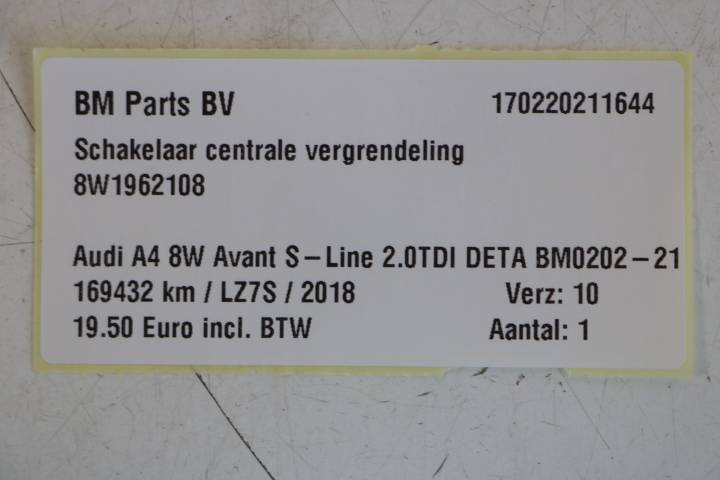 BM Parts BV 170220211644
Schakelaar centrale vergrendeling
8W1962108
Audi A4 8W Avant S-Line 2.0TDI DETA BM0202-21
169432 km / LZ7S / 2018 Verz: 10
19.50 Euro incl. BTW Aantal: 1